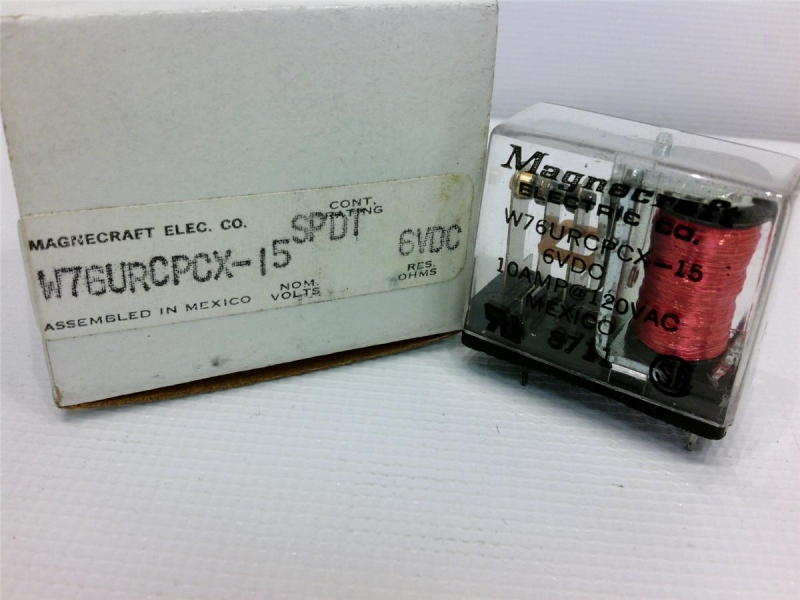 MAGNECRAFT ELEC. CO.
CONT.
RATING
SPDT
W76URCPCX-15
6VDC
NOM.
VOLTS
RES.
OHMS
ASSEMBLED IN MEXICO
Magnecraft
ELECTRIC CO.
W76URCPCX-15
6VDC
10AMP@120VAC
MEXICO